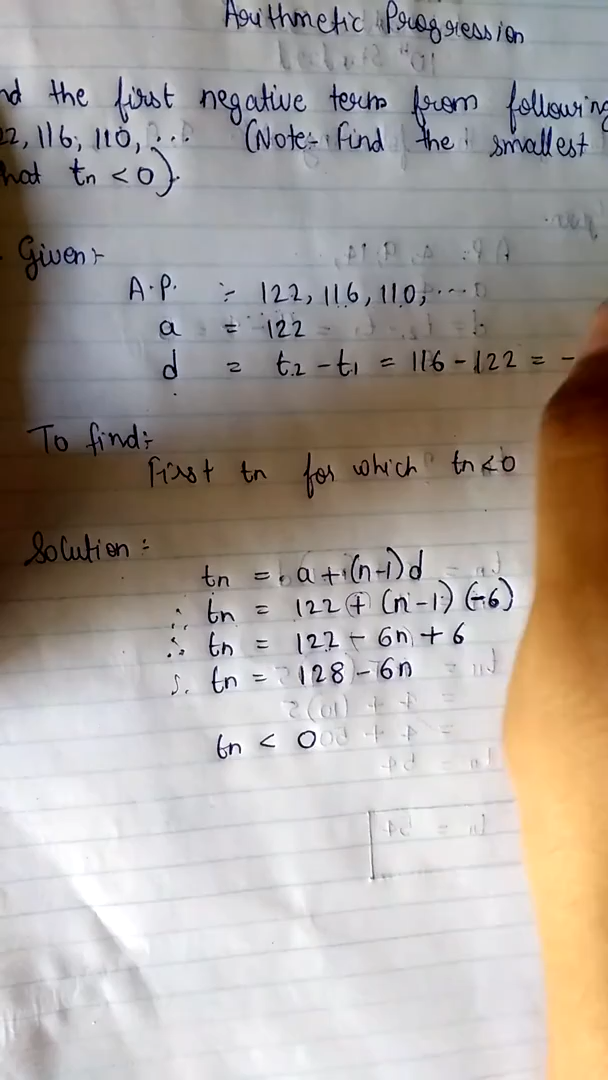 Arithmetic Progression
nd the first negative term from following
22, 116, 110, ... (Note:- Find the smallest
hat tn < 0).
Given:-
A.P. :- 122, 116, 110, ...
a = 122
d = t2 - t1 = 116 - 122 = -
To find:-
First tn for which tn < 0
Solution:-
tn = a + (n-1)d
∴ tn = 122 + (n-1) (-6)
∴ tn = 122 - 6n + 6
∴ tn = 128 - 6n
tn < 0